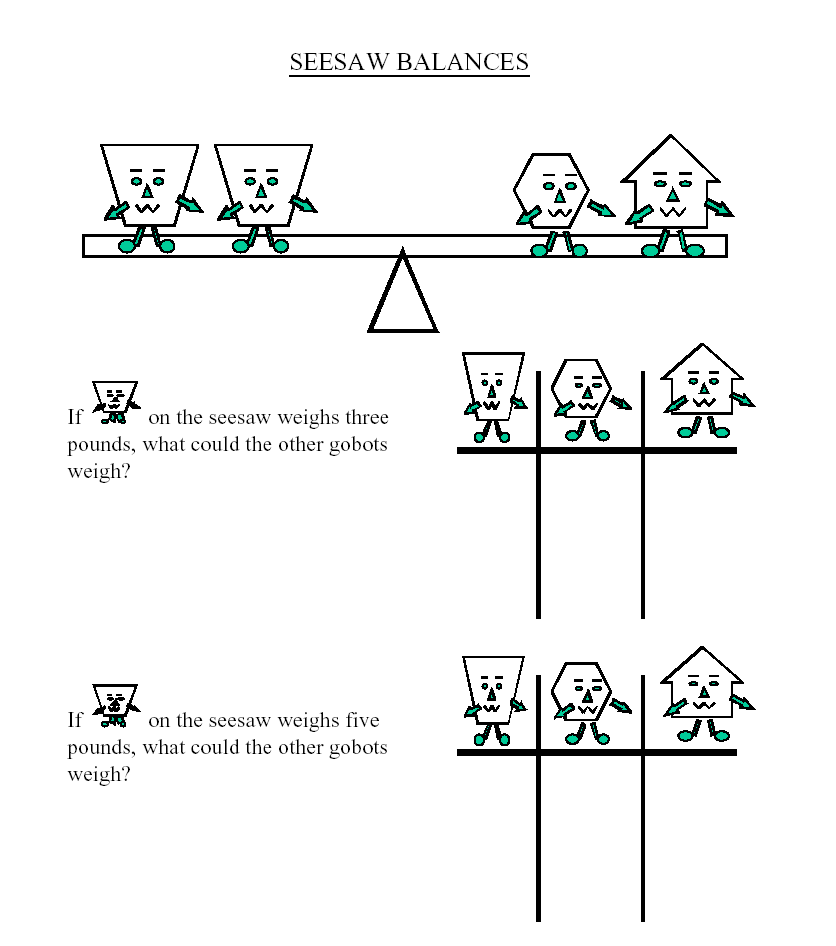 SEESAW BALANCES
If on the seesaw weighs three
pounds, what could the other gobots
weigh?
If on the seesaw weighs five
pounds, what could the other gobots
weigh?